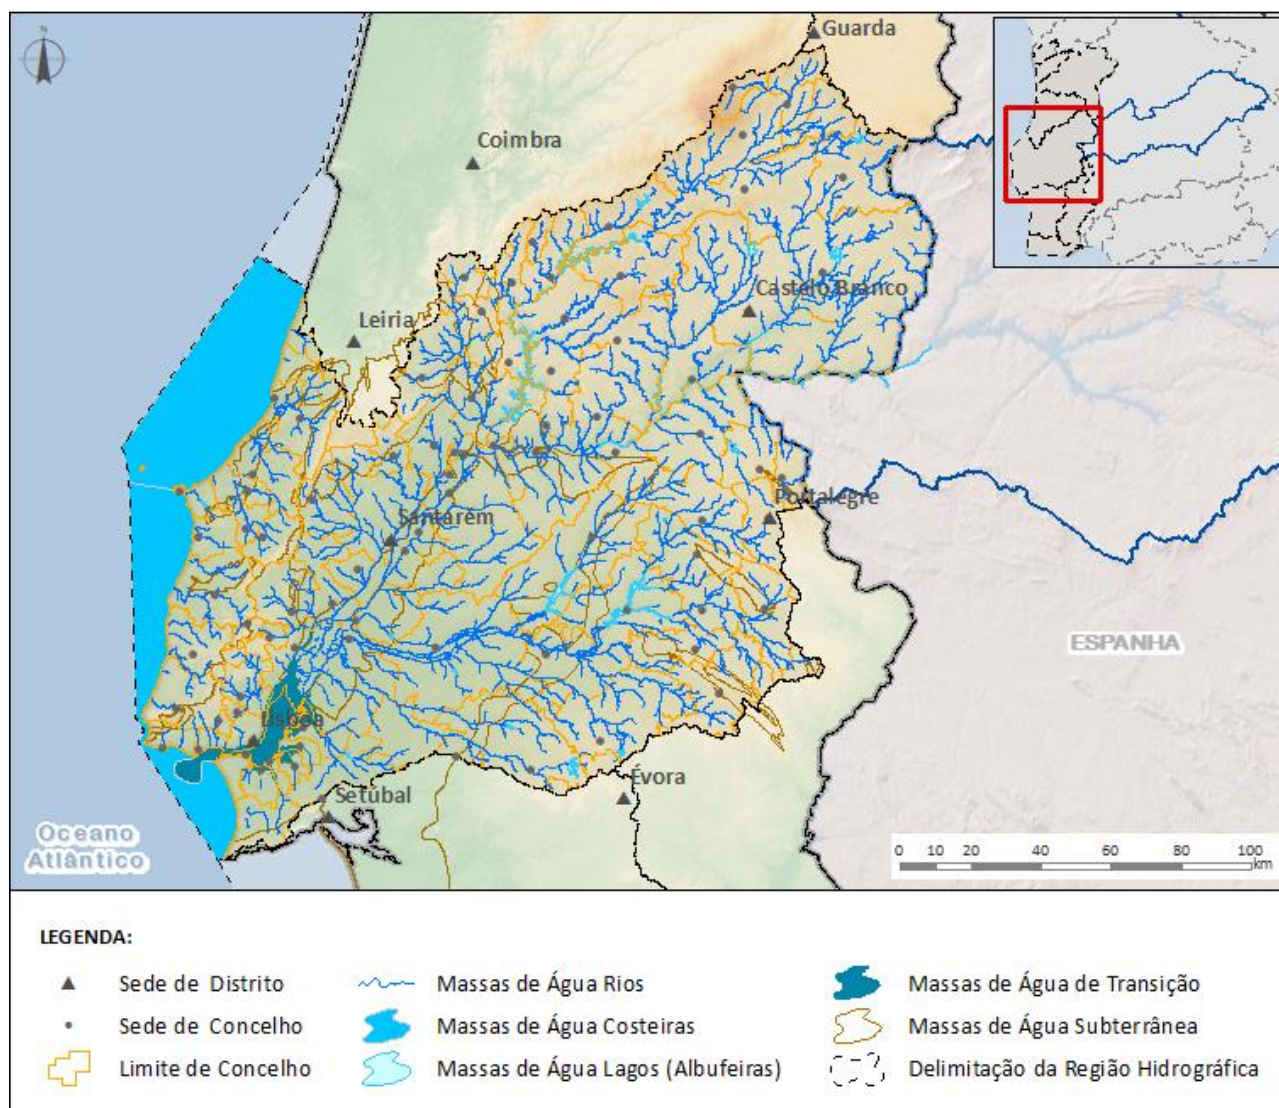 N
Guarda
Coimbra
Castelo Branco
Leiria
Portalegre
Santarém
ESPANHA
Lisboa
Évora
Setúbal
Oceano
Atlântico
0 10 20 40 60 80 100
km
LEGENDA:
Sede de Distrito
Massas de Água Rios
Massas de Água de Transição
Sede de Concelho
Massas de Água Costeiras
Massas de Água Subterrânea
Limite de Concelho
Massas de Água Lagos (Albufeiras)
Delimitação da Região Hidrográfica